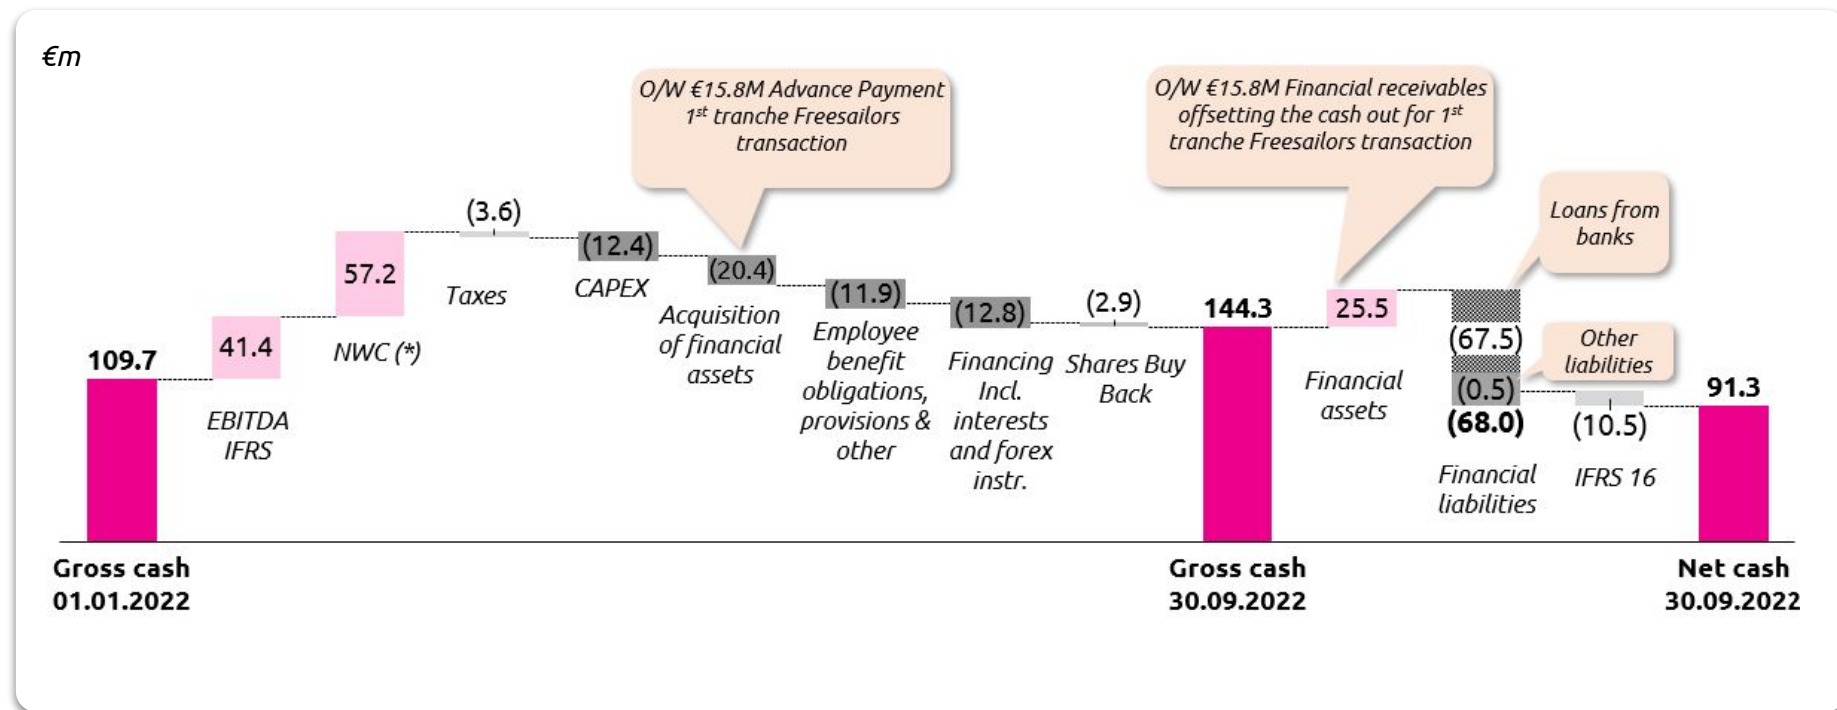 €m
O/W €15.8M Advance Payment
1st tranche Freesailors
transaction
O/W €15.8M Financial receivables
offsetting the cash out for 1st
tranche Freesailors transaction
Loans from
banks
Other
liabilities
109.7
41.4
EBITDA
IFRS
57.2
NWC (*)
(3.6)
Taxes
(12.4)
CAPEX
(20.4)
Acquisition
of financial
assets
(11.9)
Employee
benefit
obligations,
provisions &
other
(12.8)
Financing
Incl.
interests
and forex
instr.
(2.9)
Shares Buy
Back
144.3
25.5
Financial
assets
(67.5)
(0.5)
(68.0)
Financial
liabilities
(10.5)
IFRS 16
91.3
Gross cash
01.01.2022
Gross cash
30.09.2022
Net cash
30.09.2022